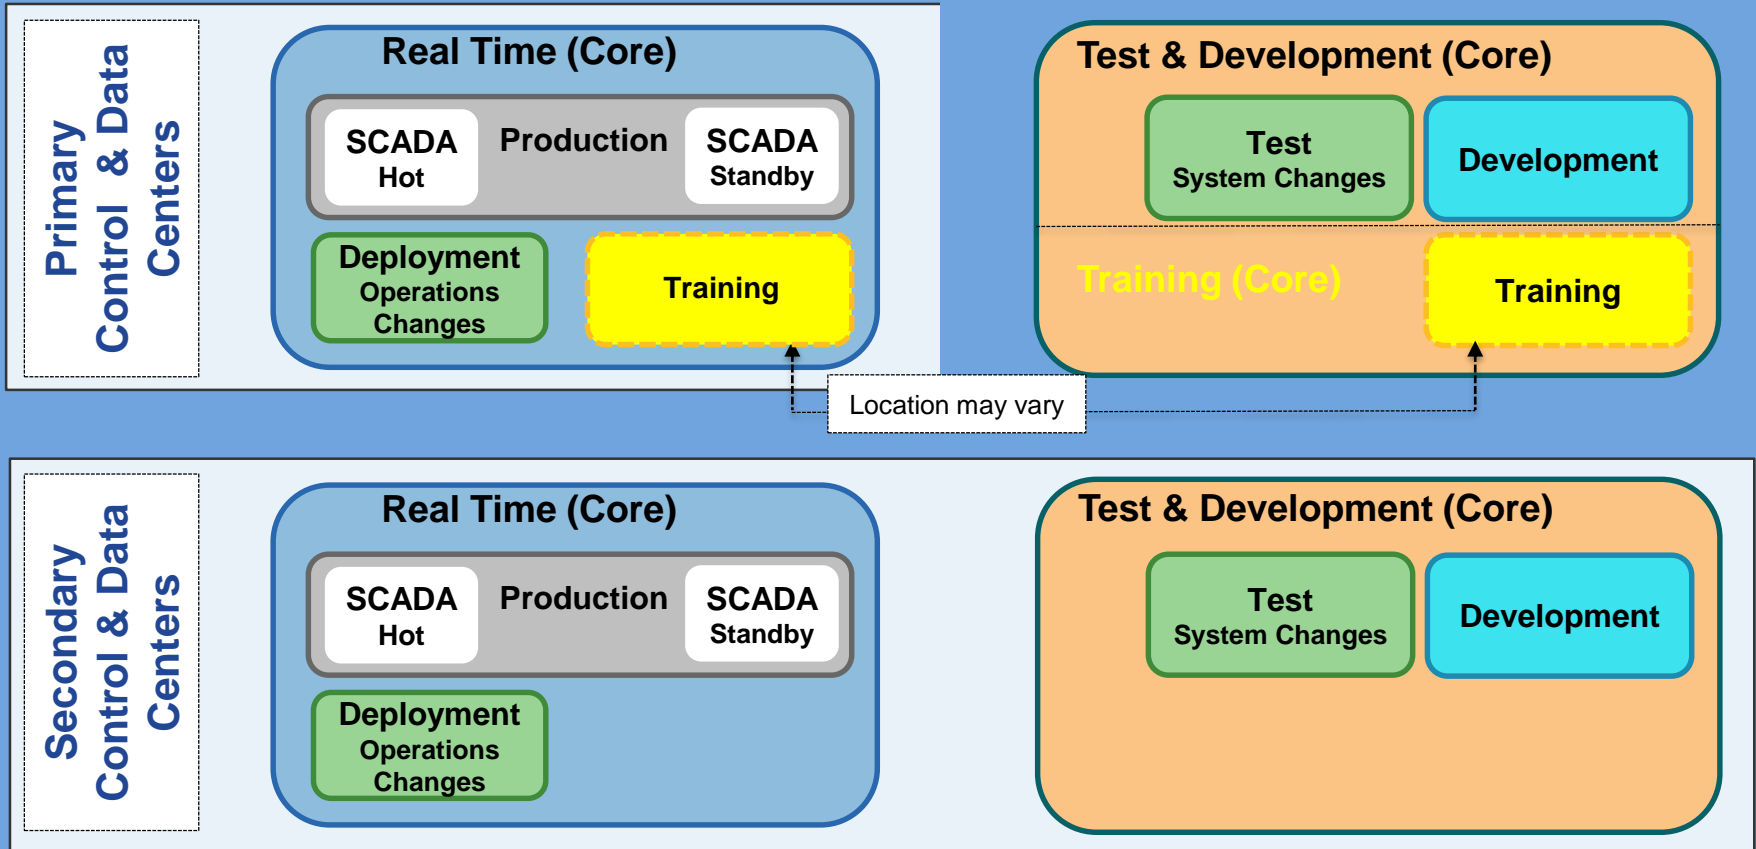 Primary
Control & Data
Centers
Real Time (Core)
SCADA
Hot
Production
SCADA
Standby
Deployment
Operations
Changes
Training
Test & Development (Core)
Test
System Changes
Development
Training (Core)
Training
Location may vary
Secondary
Control & Data
Centers
Real Time (Core)
SCADA
Hot
Production
SCADA
Standby
Deployment
Operations
Changes
Test & Development (Core)
Test
System Changes
Development